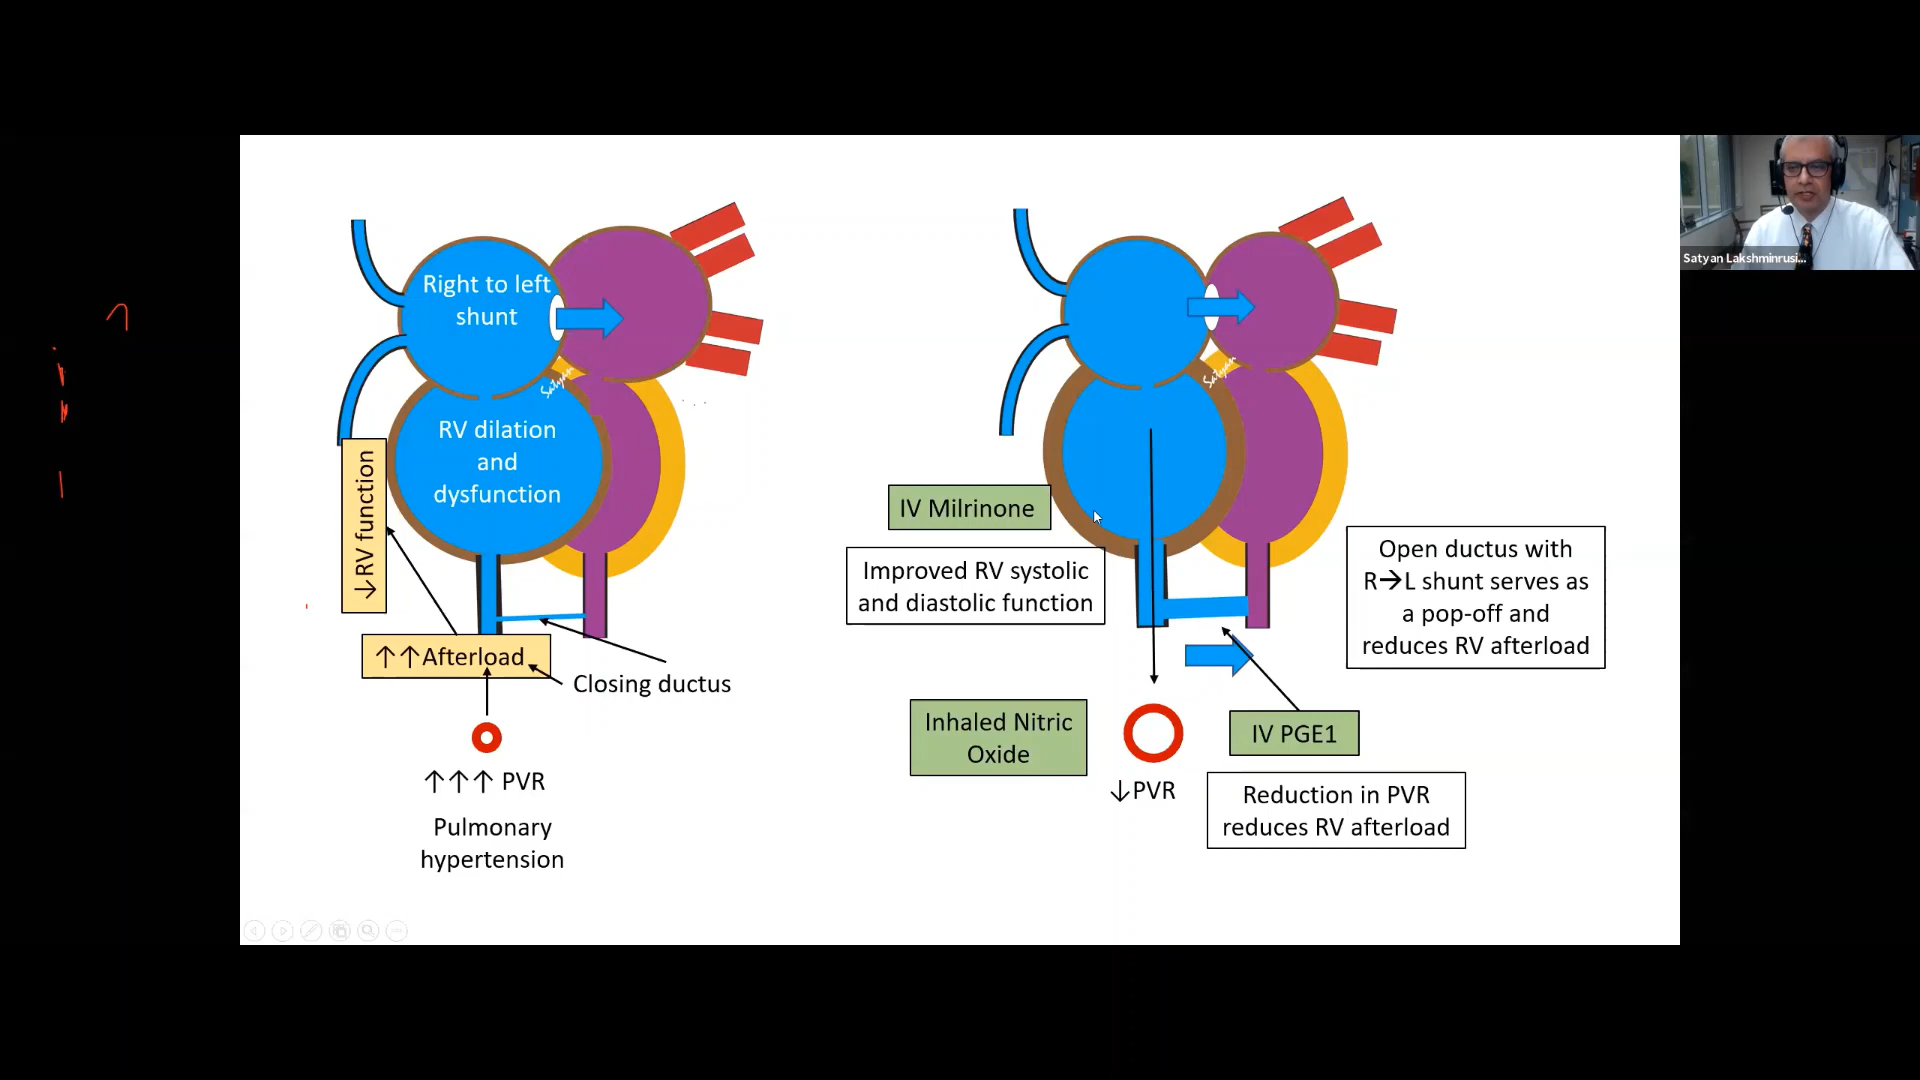 Right to left
shunt
RV dilation
and
dysfunction
↓RV function
↑↑Afterload
Closing ductus
↑↑↑ PVR
Pulmonary
hypertension
Satyan
IV Milrinone
Improved RV systolic
and diastolic function
Inhaled Nitric
Oxide
↓PVR
IV PGE1
Reduction in PVR
reduces RV afterload
Open ductus with
R→L shunt serves as
a pop-off and
reduces RV afterload
Satyan
Satyan Lakshminrusi...